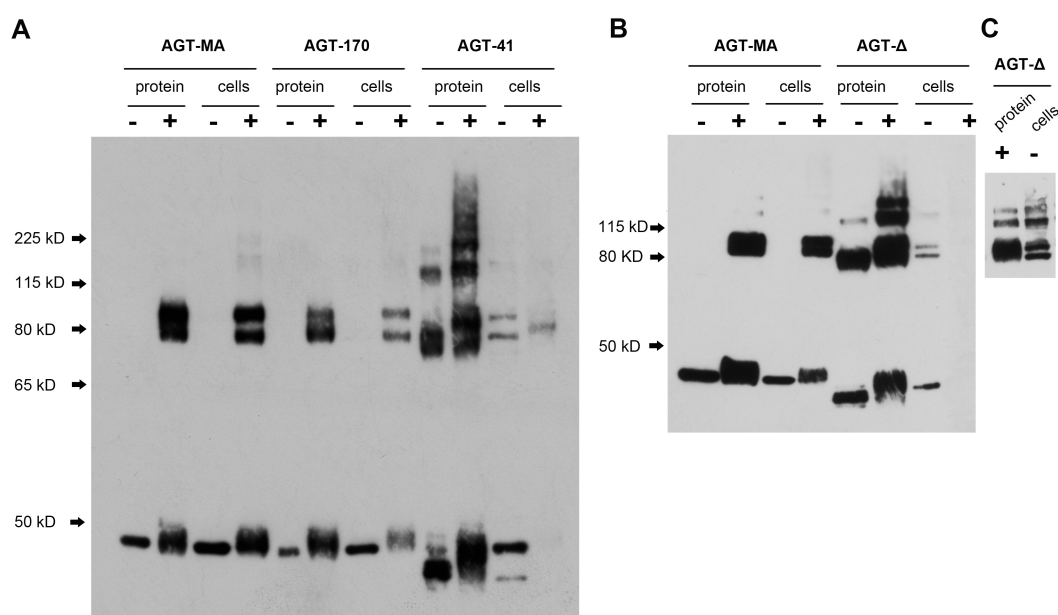 A
AGT-MA AGT-170 AGT-41
protein cells protein cells protein cells
- + - + - + - + - + - +
225 kD
115 kD
80 kD
65 kD
50 kD
B
AGT-MA AGT-Δ
protein cells protein cells
- + - + - + - +
115 kD
80 KD
50 kD
C
AGT-Δ
protein cells
+ -